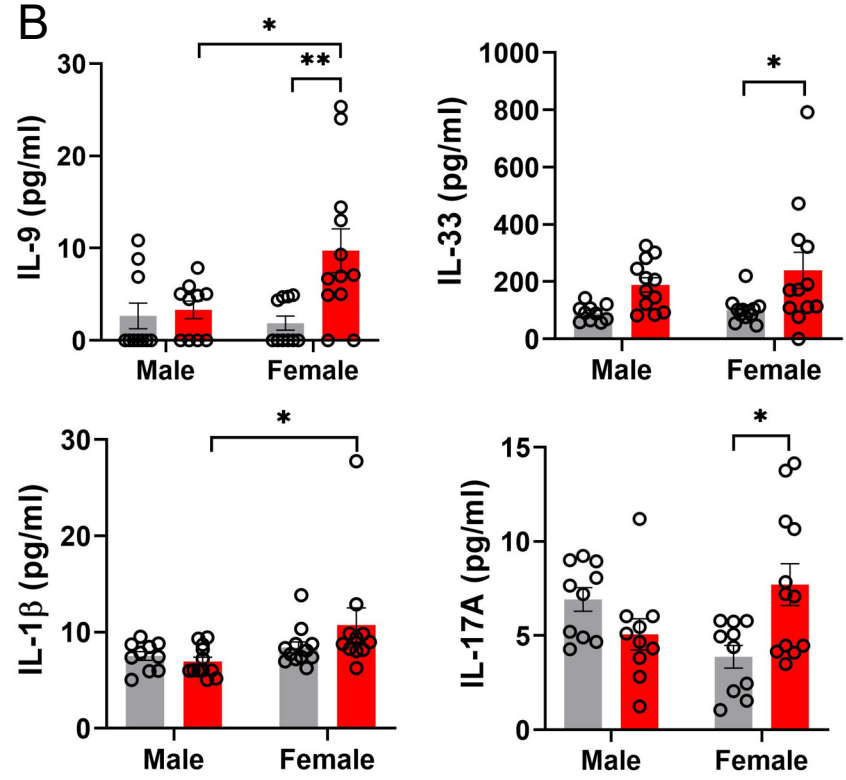 B
*
**
30
20
10
0
IL-9 (pg/ml)
Male
Female
*
1000
800
600
400
200
0
IL-33 (pg/ml)
Male
Female
*
30
20
10
0
IL-1β (pg/ml)
Male
Female
*
15
10
5
0
IL-17A (pg/ml)
Male
Female